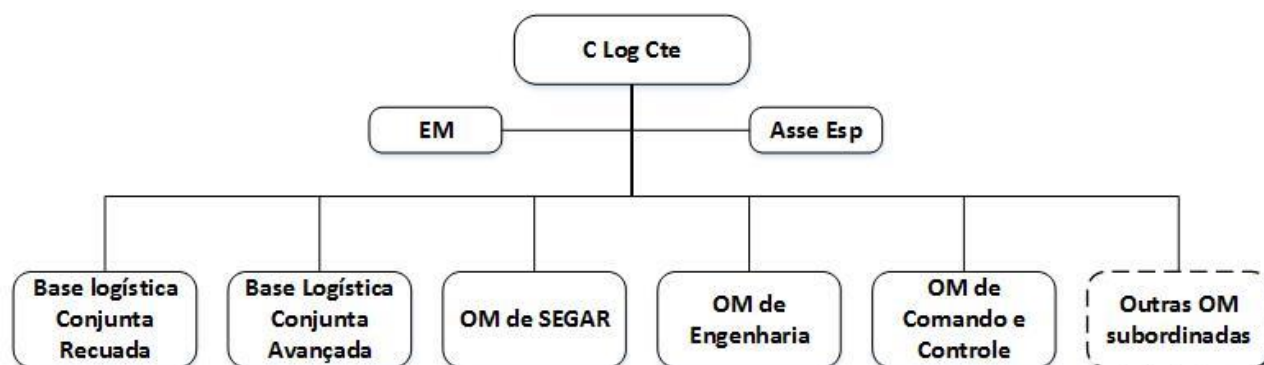 C Log Cte
EM
Asse Esp
Base logística
Conjunta
Recuada
Base Logística
Conjunta
Avançada
OM de SEGAR
OM de
Engenharia
OM de
Comando e
Controle
Outras OM
subordinadas